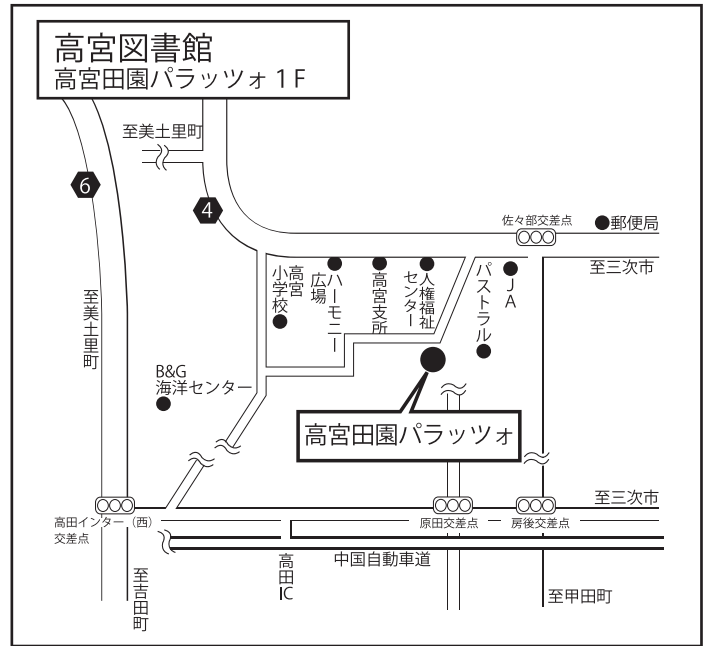 高宮図書館
高宮田園パラッツォ 1F
至美土里町
6
4
佐々部交差点
郵便局
至三次市
高宮
小学校
ハーモニー
広場
高宮支所
人権福祉
センター
パストラル
JA
至美土里町
B&G
海洋センター
高宮田園パラッツォ
至三次市
高田インター（西）
交差点
原田交差点
房後交差点
中国自動車道
高田IC
至吉田町
至甲田町